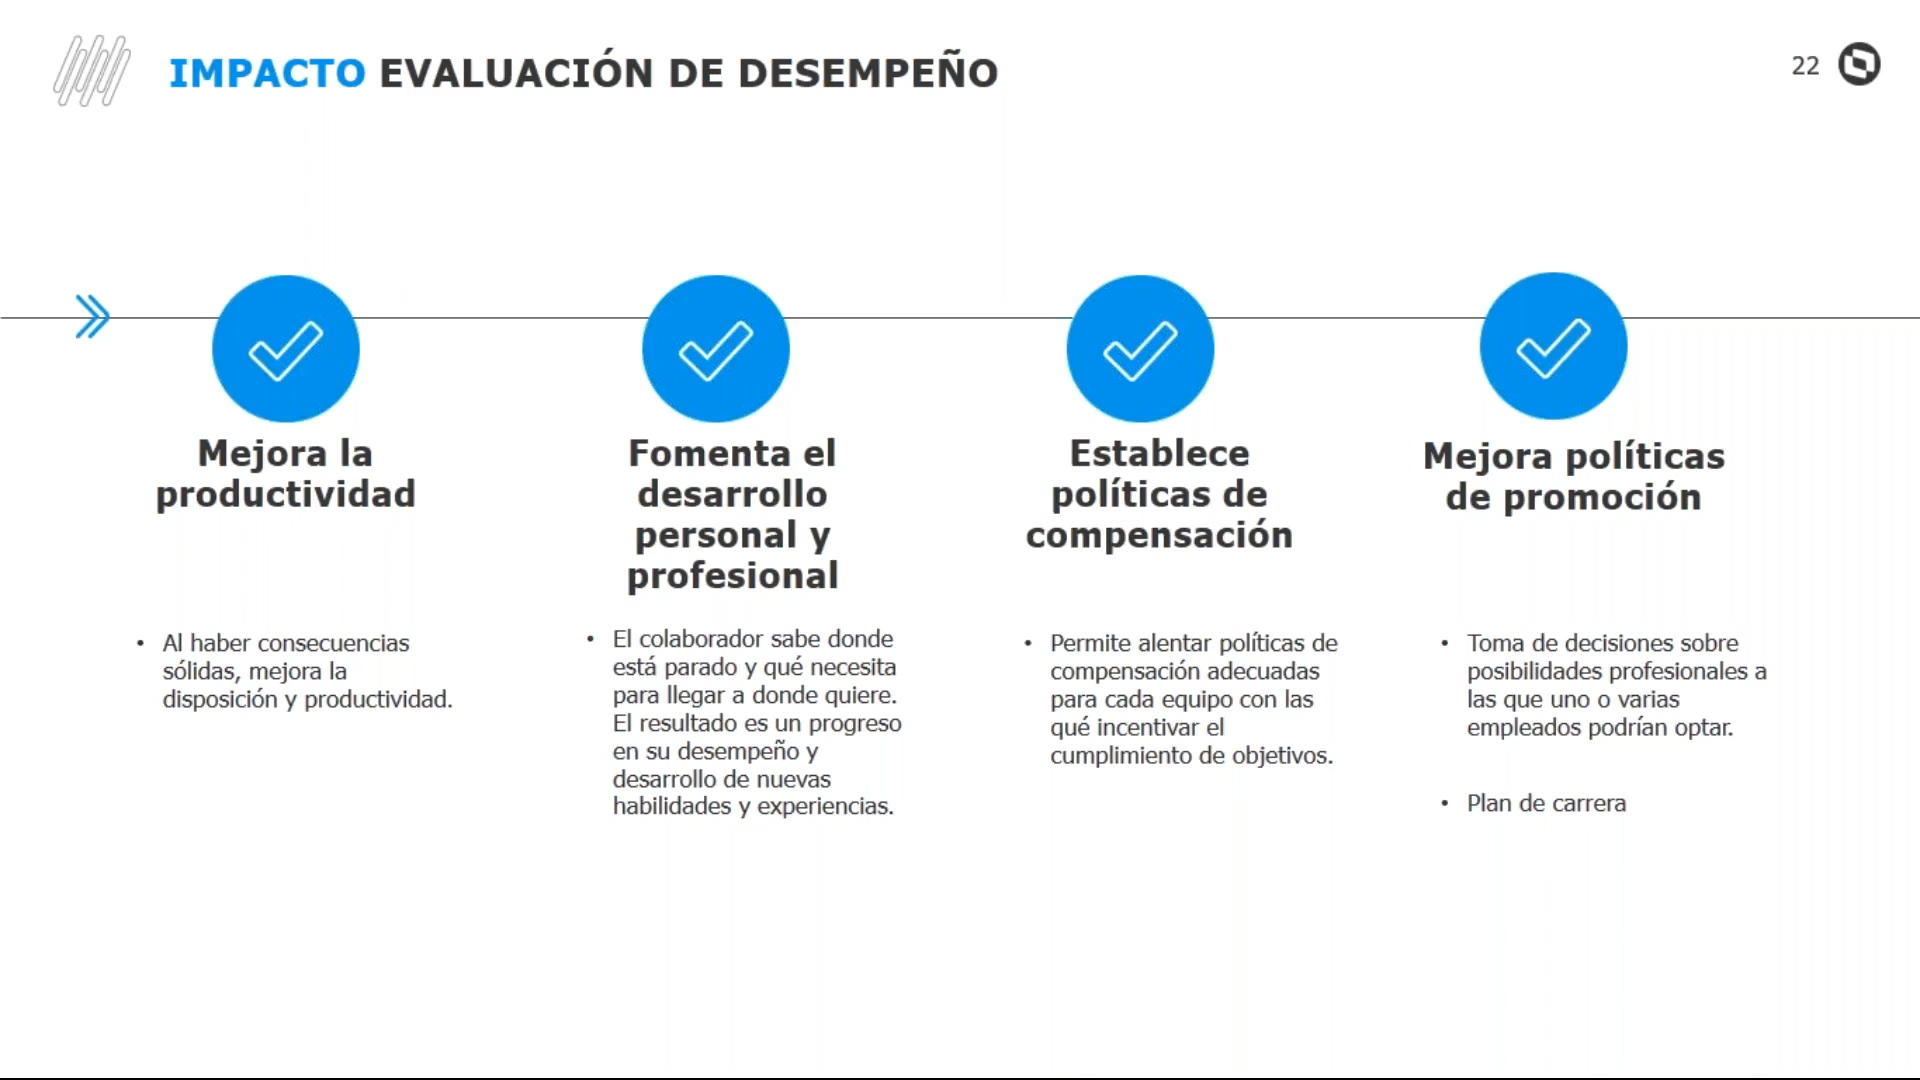 IMPACTO EVALUACIÓN DE DESEMPEÑO
22
Mejora la
productividad
• Al haber consecuencias
sólidas, mejora la
disposición y productividad.
Fomenta el
desarrollo
personal y
profesional
• El colaborador sabe donde
está parado y qué necesita
para llegar a donde quiere.
El resultado es un progreso
en su desempeño y
desarrollo de nuevas
habilidades y experiencias.
Establece
políticas de
compensación
• Permite alentar políticas de
compensación adecuadas
para cada equipo con las
qué incentivar el
cumplimiento de objetivos.
Mejora políticas
de promoción
• Toma de decisiones sobre
posibilidades profesionales a
las que uno o varias
empleados podrían optar.
• Plan de carrera